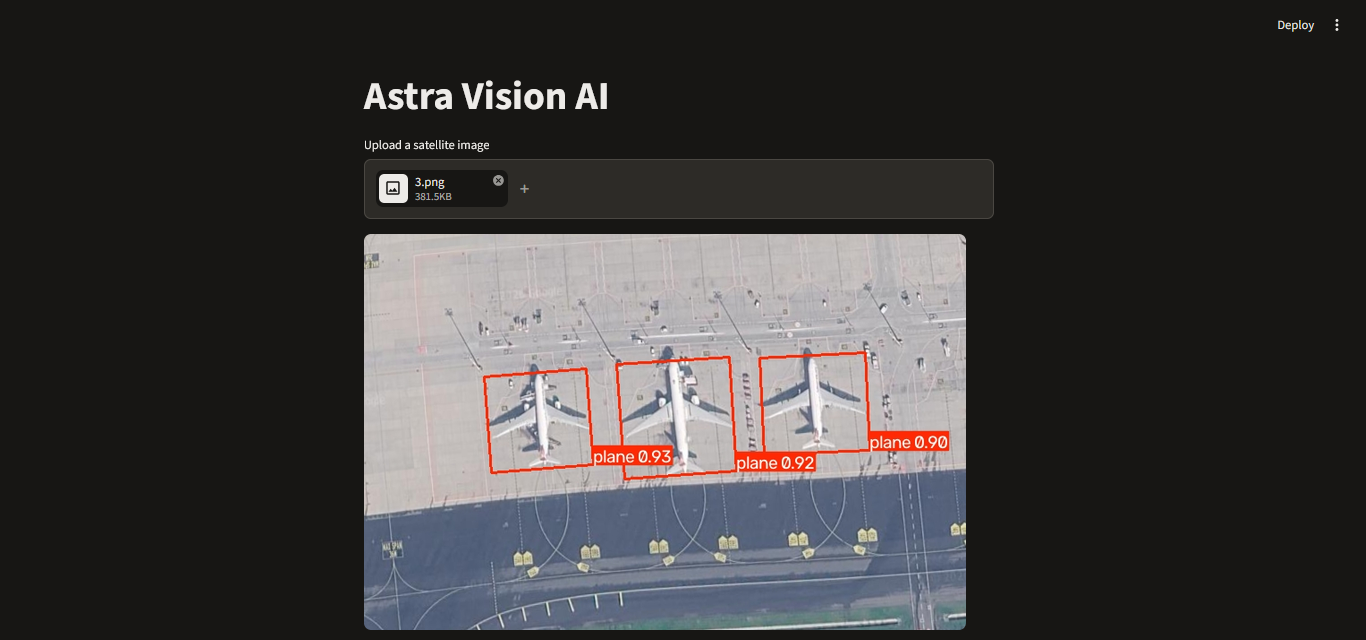 Deploy
Astra Vision AI
Upload a satellite image
3.png
381.5KB
plane 0.93
plane 0.92
plane 0.90